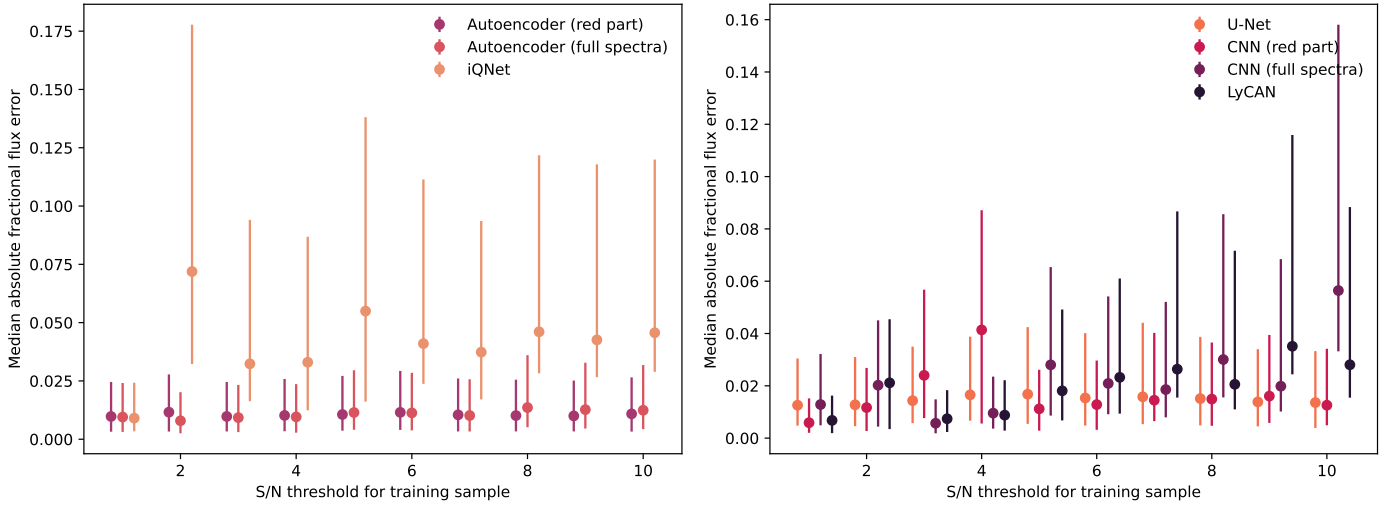 Median absolute fractional flux error
0.175
0.150
0.125
0.100
0.075
0.050
0.025
0.000
Autoencoder (red part)
Autoencoder (full spectra)
iQNet
2
4
6
8
10
S/N threshold for training sample
Median absolute fractional flux error
0.16
0.14
0.12
0.10
0.08
0.06
0.04
0.02
0.00
U-Net
CNN (red part)
CNN (full spectra)
LyCAN
2
4
6
8
10
S/N threshold for training sample